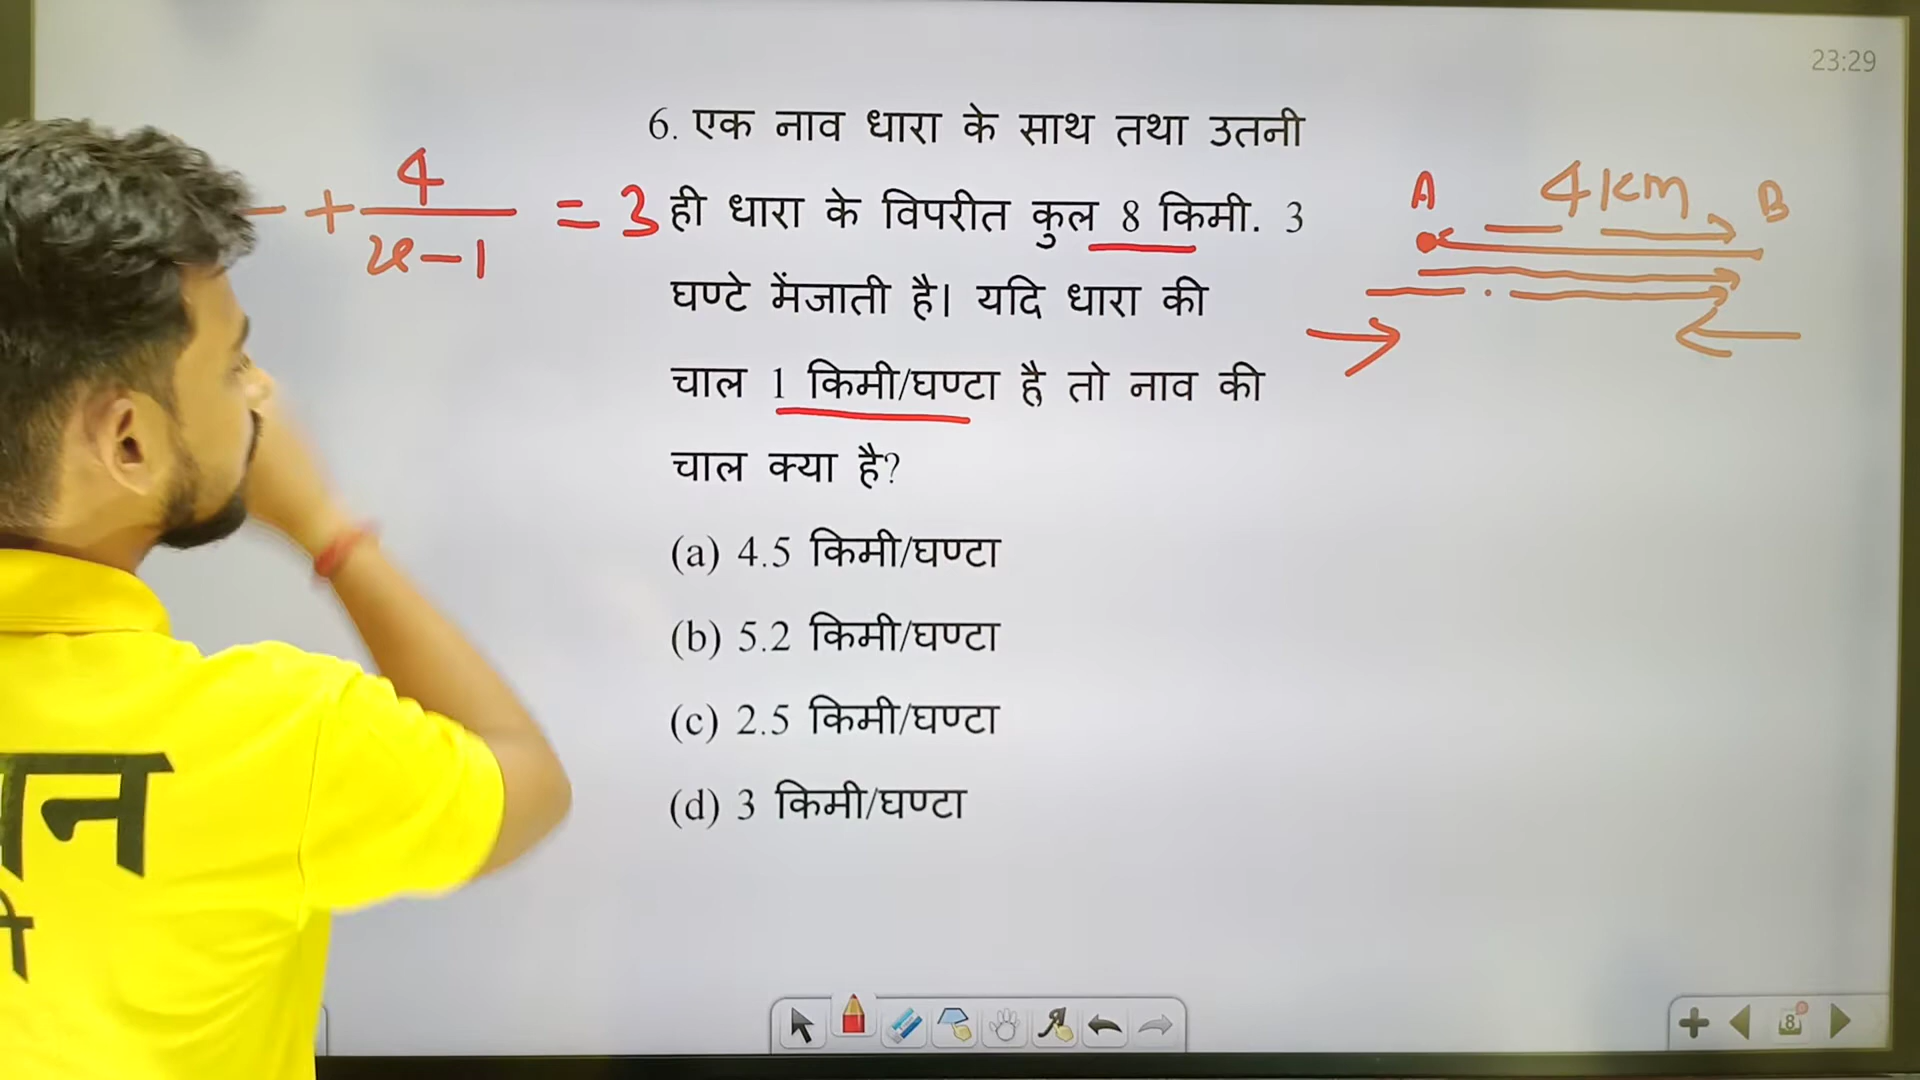 23:29
6. एक नाव धारा के साथ तथा उतनी
ही धारा के विपरीत कुल 8 किमी. 3
घण्टे मेंजाती है। यदि धारा की
चाल 1 किमी/घण्टा है, तो नाव की
चाल क्या है?
(a) 4.5 किमी/घण्टा
(b) 5.2 किमी/घण्टा
(c) 2.5 किमी/घण्टा
(d) 3 किमी/घण्टा
+ 4
x-1
= 3
A 4km B
8